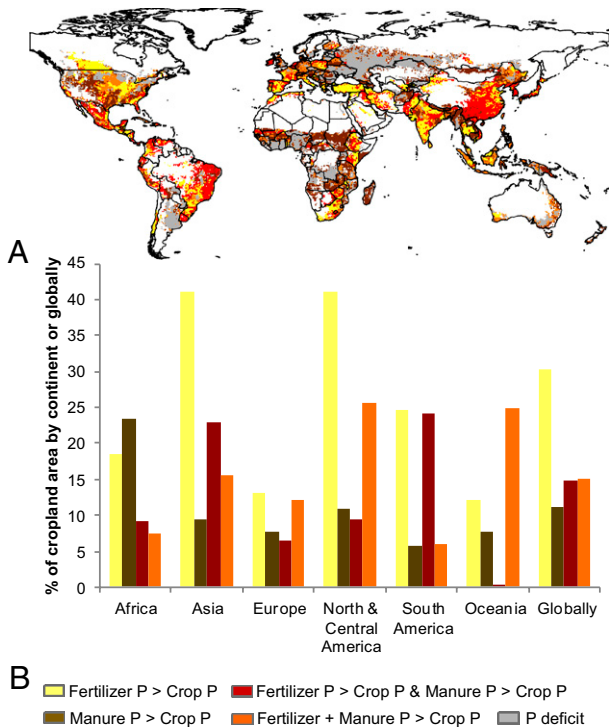 A
% of cropland area by continent or globally
45
40
35
30
25
20
15
10
5
0
Africa
Asia
Europe
North &
Central
America
South
America
Oceania
Globally
B
Fertilizer P > Crop P
Fertilizer P > Crop P & Manure P > Crop P
Manure P > Crop P
Fertilizer + Manure P > Crop P
P deficit